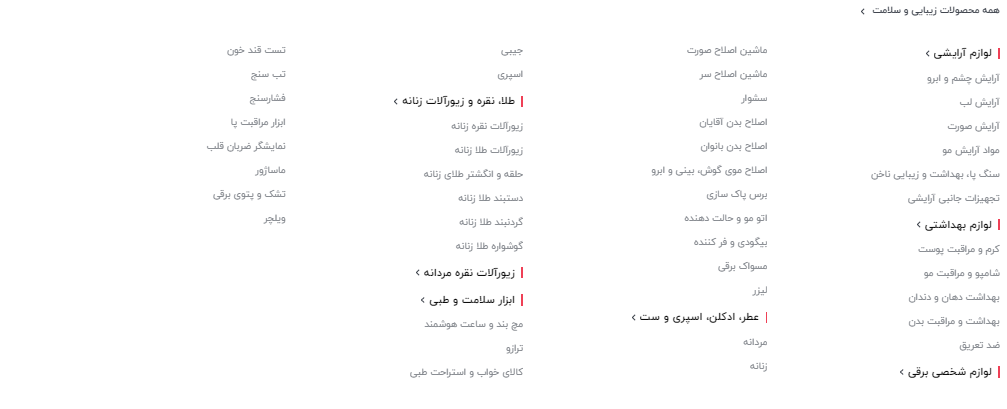 همه محصولات زیبایی و سلامت
لوازم آرایشی
آرایش چشم و ابرو
آرایش لب
آرایش صورت
مواد آرایش مو
سنگ پا، بهداشت و زیبایی ناخن
تجهیزات جانبی آرایشی
لوازم بهداشتی
کرم و مراقبت پوست
شامپو و مراقبت مو
بهداشت دهان و دندان
بهداشت و مراقبت بدن
ضد تعریق
لوازم شخصی برقی
ماشین اصلاح صورت
ماشین اصلاح سر
سشوار
اصلاح بدن آقایان
اصلاح بدن بانوان
اصلاح موی گوش، بینی و ابرو
برس پاک سازی
اتو مو و حالت دهنده
بیگودی و فر کننده
مسواک برقی
لیزر
عطر، ادکلن، اسپری و ست
مردانه
زنانه
جیبی
اسپری
طلا، نقره و زیورآلات زنانه
زیورآلات نقره زنانه
زیورآلات طلا زنانه
حلقه و انگشتر طلای زنانه
دستبند طلا زنانه
گردنبند طلا زنانه
گوشواره طلا زنانه
زیورآلات نقره مردانه
ابزار سلامت و طبی
مچ بند و ساعت هوشمند
ترازو
کالای خواب و استراحت طبی
تست قند خون
تب سنج
فشارسنج
ابزار مراقبت پا
نمایشگر ضربان قلب
ماساژور
تشک و پتوی برقی
ویلچر